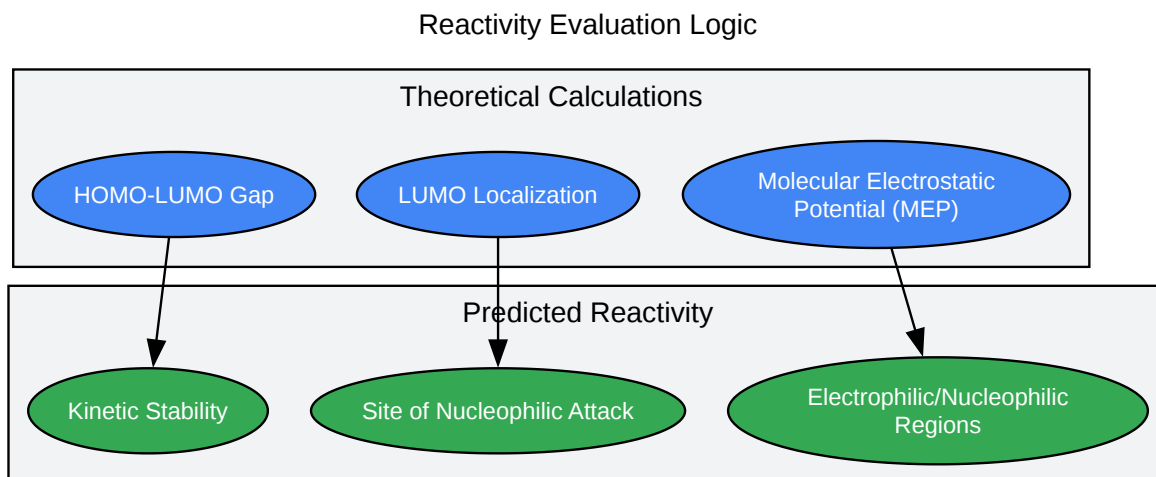 Reactivity Evaluation Logic
Theoretical Calculations
HOMO-LUMO Gap
LUMO Localization
Molecular Electrostatic
Potential (MEP)
Predicted Reactivity
Kinetic Stability
Site of Nucleophilic Attack
Electrophilic/Nucleophilic
Regions